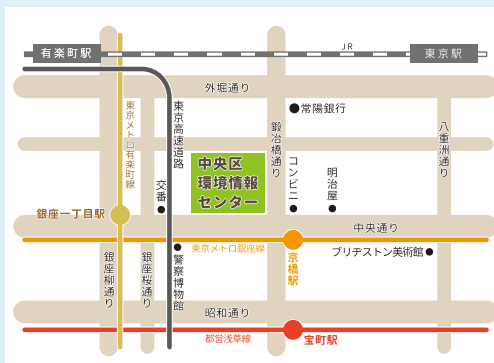 JR
有楽町駅
東京駅
外堀通り
東京メトロ有楽町線
東京高速道路
常陽銀行
鍛治橋通り
八重洲通り
中央区
環境情報
センター
コンビニ
明治屋
交番
銀座一丁目駅
中央通り
東京メトロ銀座線
ブリヂストン美術館
京橋駅
銀座柳通り
銀座桜通り
警察博物館
昭和通り
都営浅草線
宝町駅